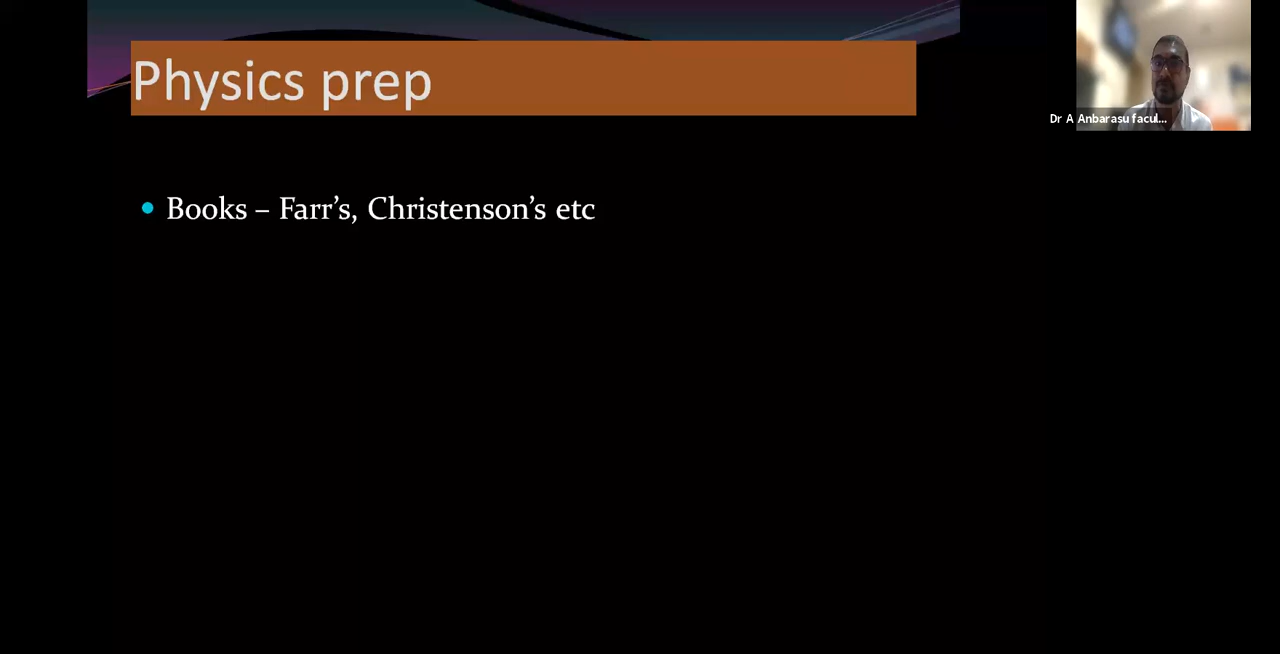 Physics prep
Dr A Anbarasu facul...
• Books – Farr’s, Christenson’s etc